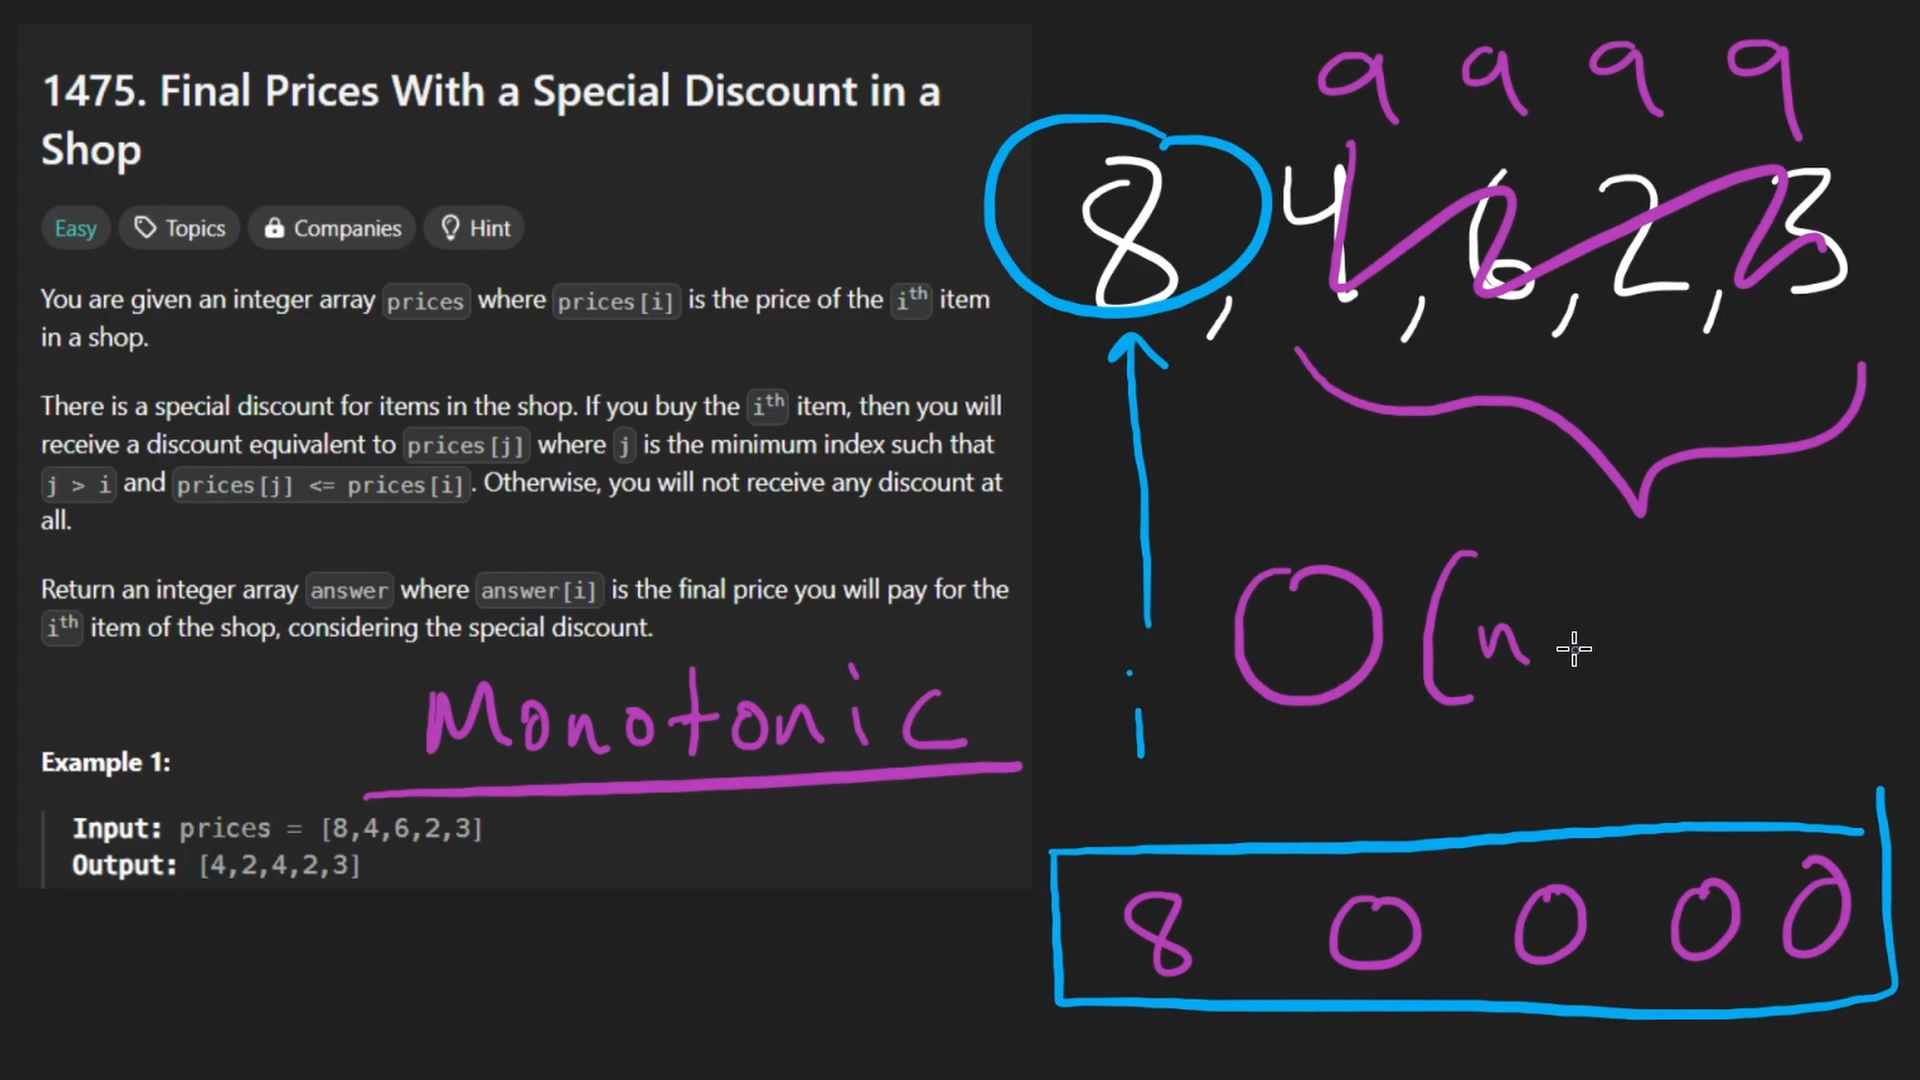 1475. Final Prices With a Special Discount in a
Shop
Easy Topics Companies Hint
You are given an integer array prices where prices[i] is the price of the ith item
in a shop.
There is a special discount for items in the shop. If you buy the ith item, then you will
receive a discount equivalent to prices[j] where j is the minimum index such that
j > i and prices[j] <= prices[i]. Otherwise, you will not receive any discount at
all.
Return an integer array answer where answer[i] is the final price you will pay for the
ith item of the shop, considering the special discount.
Monotonic
Example 1:
Input: prices = [8,4,6,2,3]
Output: [4,2,4,2,3]
9 9 9 9
8, 4, 6, 2, 3
O(n
8 0 0 0 0